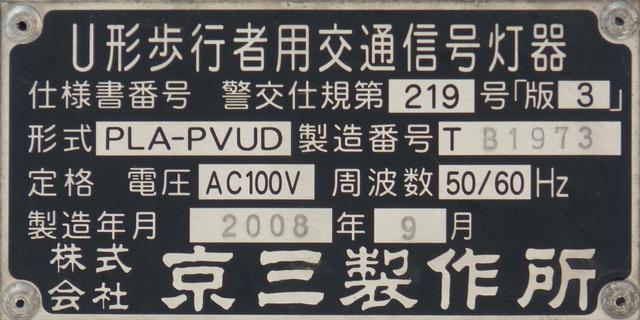 U形歩行者用交通信号灯器
仕様書番号 警交仕規第 219 号「版 3」
形式 PLA-PVUD 製造番号 T B1973
定格 電圧 AC100V 周波数 50/60 Hz
製造年月 2008 年 9 月
株式会社 京三製作所